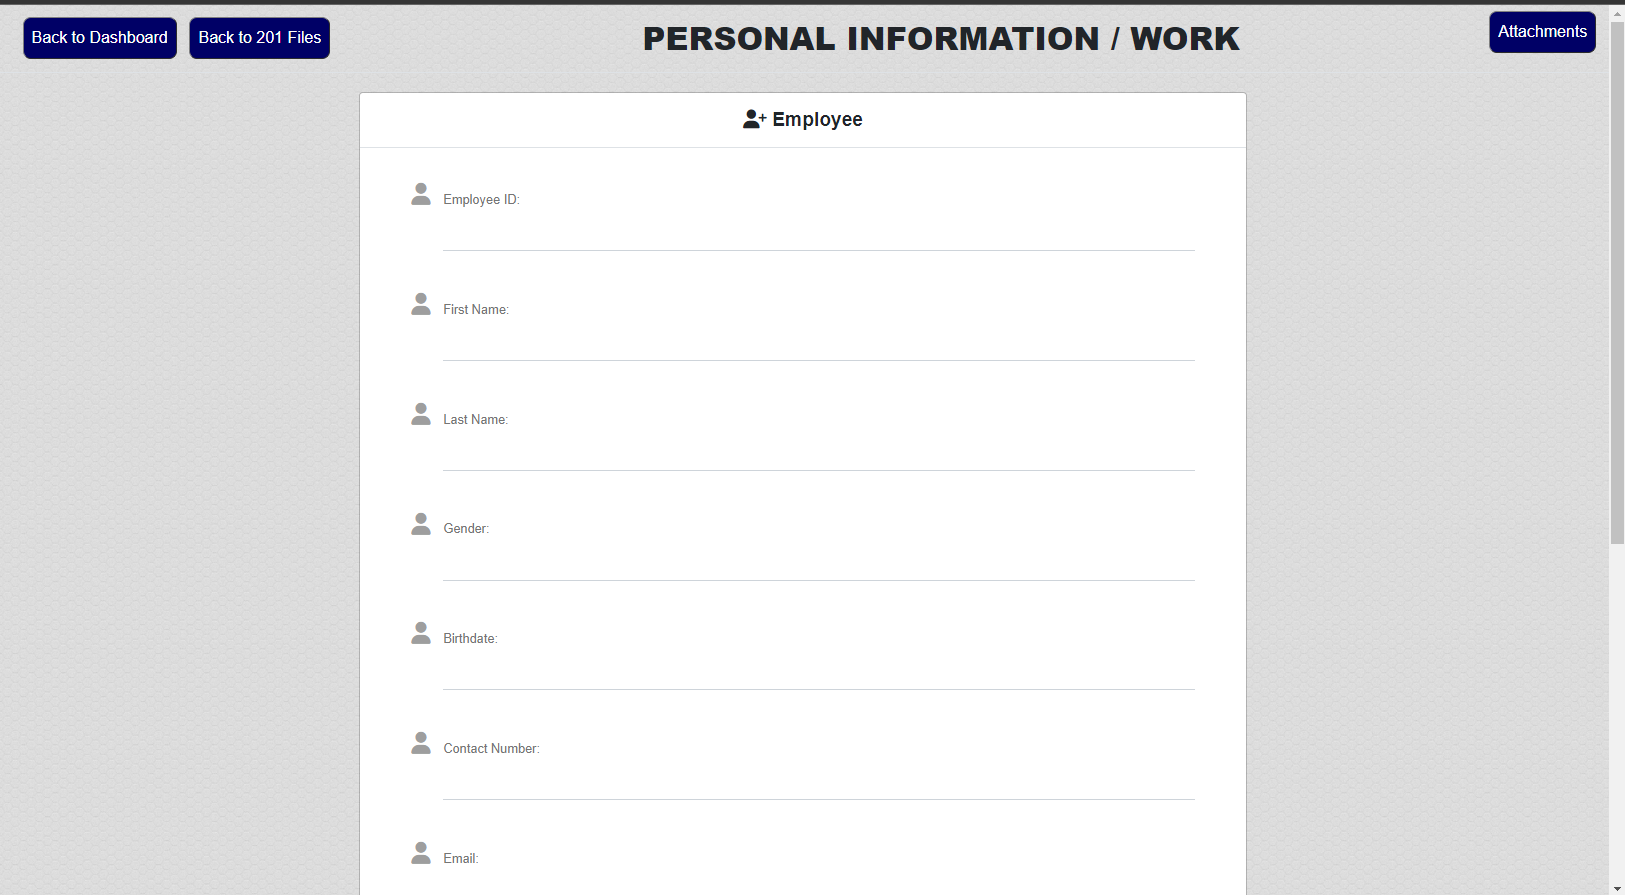 Back to Dashboard
Back to 201 Files
PERSONAL INFORMATION / WORK
Attachments
Employee
Employee ID:
First Name:
Last Name:
Gender:
Birthdate:
Contact Number:
Email: